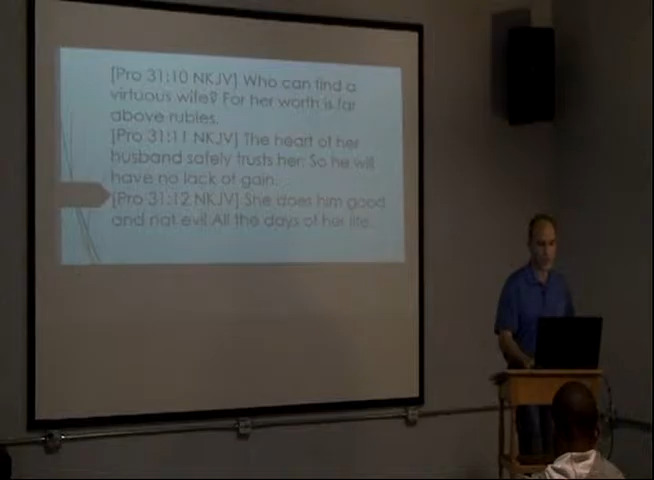 [Pro 31:10 NKJV] Who can find a
virtuous wife? For her worth is far
above rubies.
[Pro 31:11 NKJV] The heart of her
husband safely trusts her; So he will
have no lack of gain.
[Pro 31:12 NKJV] She does him good
and not evil All the days of her life.